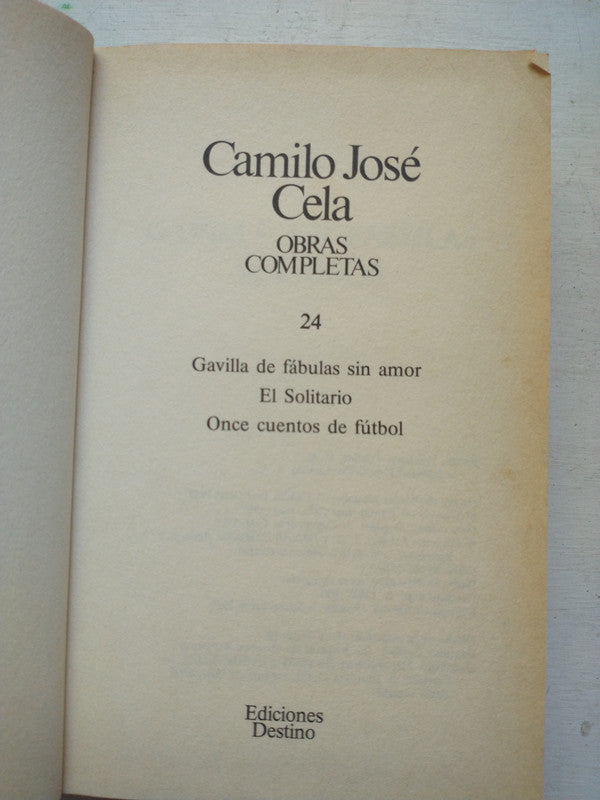 Camilo José
Cela
OBRAS
COMPLETAS
24
Gavilla de fábulas sin amor
El Solitario
Once cuentos de fútbol
Ediciones
Destino